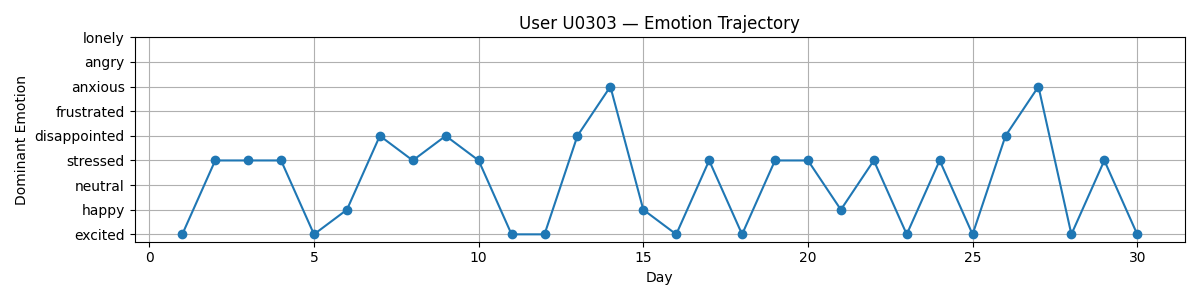 User U0303 — Emotion Trajectory
Dominant Emotion
lonely
angry
anxious
frustrated
disappointed
stressed
neutral
happy
excited
0 5 10 15 20 25 30
Day